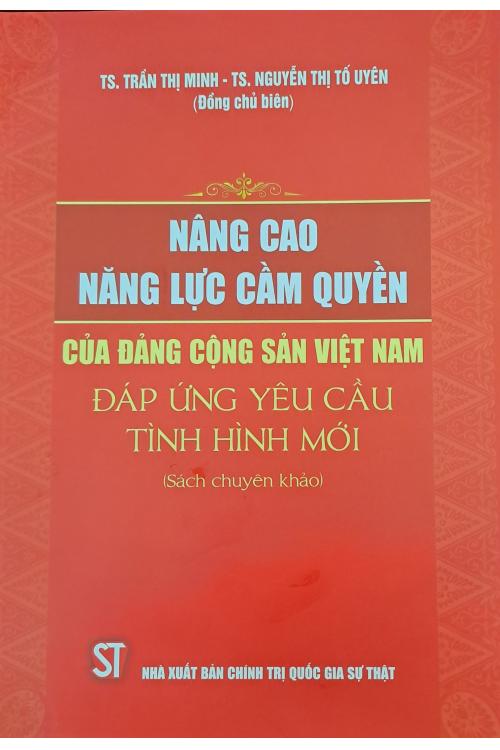 TS. TRẦN THỊ MINH - TS. NGUYỄN THỊ TỐ UYÊN
(Đồng chủ biên)
NÂNG CAO
NĂNG LỰC CẦM QUYỀN
CỦA ĐẢNG CỘNG SẢN VIỆT NAM
ĐÁP ỨNG YÊU CẦU
TÌNH HÌNH MỚI
(Sách chuyên khảo)
ST
NHÀ XUẤT BẢN CHÍNH TRỊ QUỐC GIA SỰ THẬT